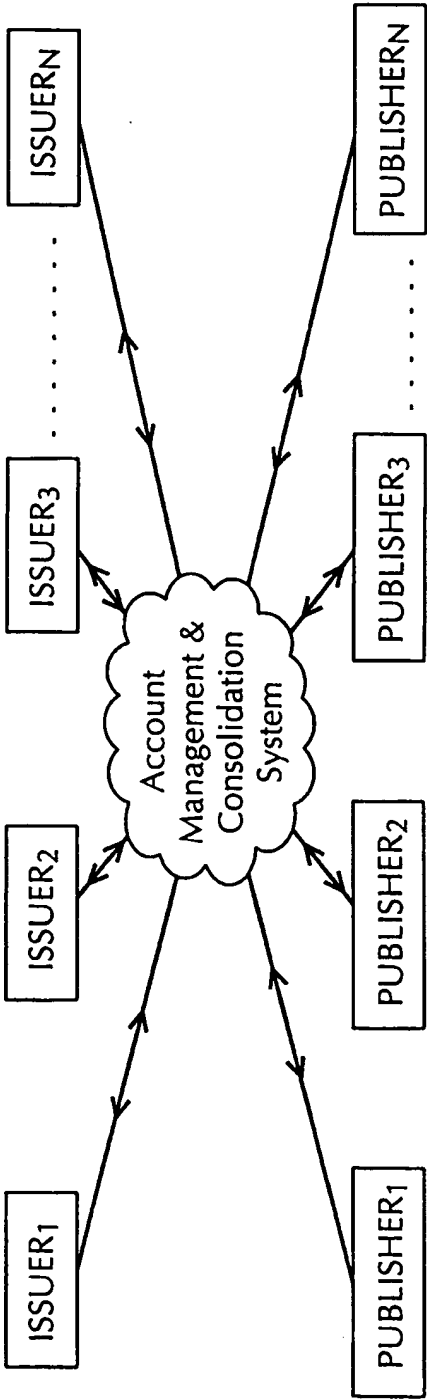 ISSUER1
ISSUER2
ISSUER3
ISSUERN
Account
Management &
Consolidation
System
PUBLISHER1
PUBLISHER2
PUBLISHER3
PUBLISHERN